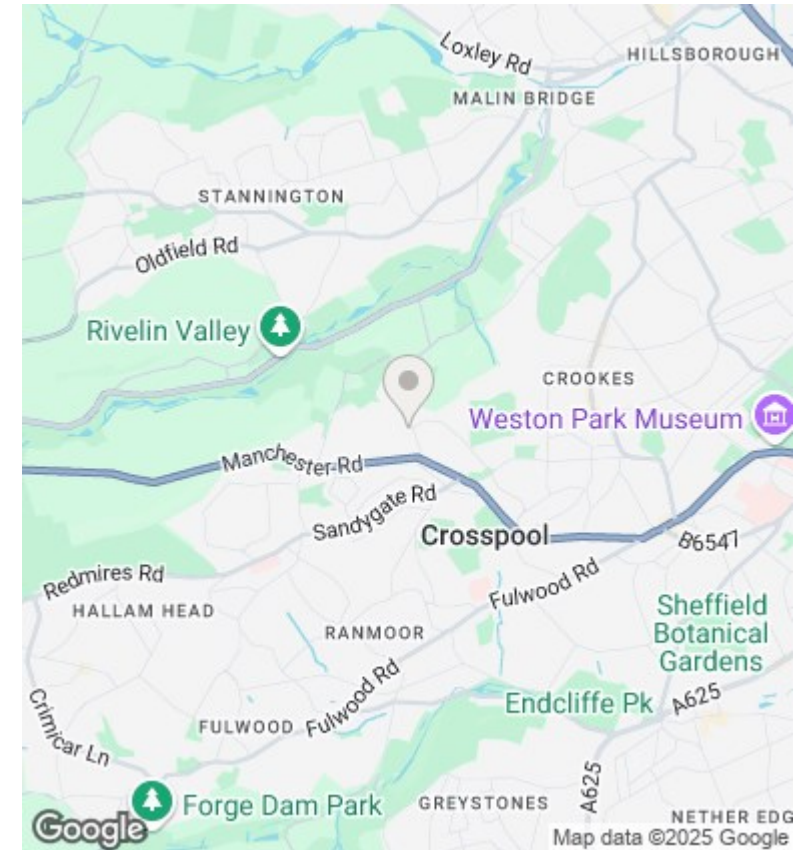 Loxley Rd
HILLSBOROUGH
MALIN BRIDGE
STANNINGTON
Oldfield Rd
Rivelin Valley
CROOKES
Weston Park Museum
Manchester Rd
Sandygate Rd
Crosspool
B6547
Redmires Rd
Fulwood Rd
HALLAM HEAD
Sheffield
Botanical
Gardens
RANMOOR
Endcliffe Pk
A625
Crimicar Ln
FULWOOD
Fulwood Rd
A625
Forge Dam Park
GREYSTONES
NETHER EDG
Google
Map data ©2025 Google